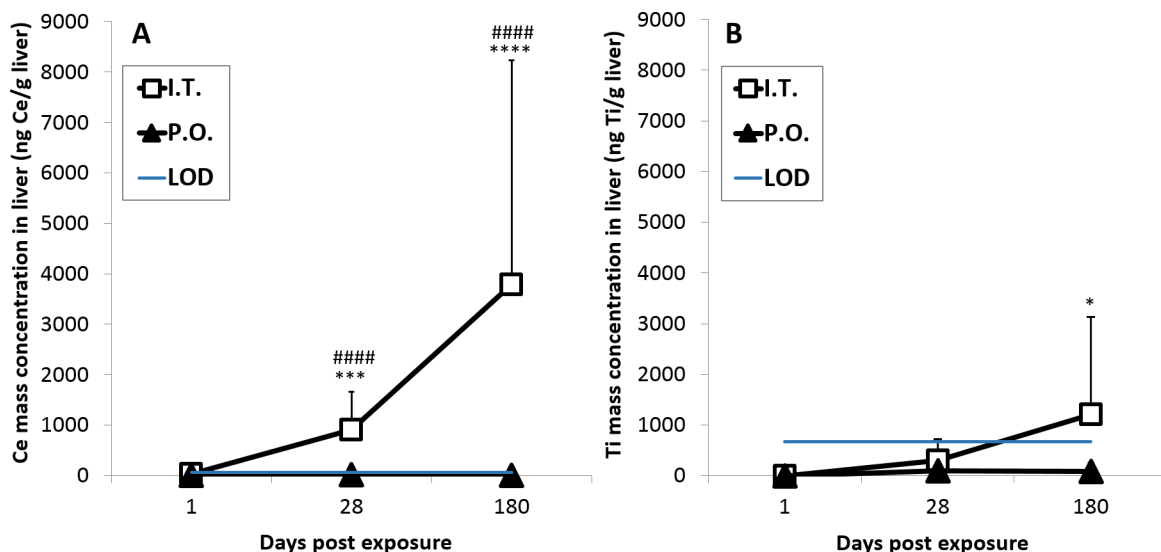 A
Ce mass concentration in liver (ng Ce/g liver)
9000
8000
7000
6000
5000
4000
3000
2000
1000
0
I.T.
P.O.
LOD
####
***
####
****
1
28
180
Days post exposure
B
Ti mass concentration in liver (ng Ti/g liver)
9000
8000
7000
6000
5000
4000
3000
2000
1000
0
I.T.
P.O.
LOD
*
1
28
180
Days post exposure